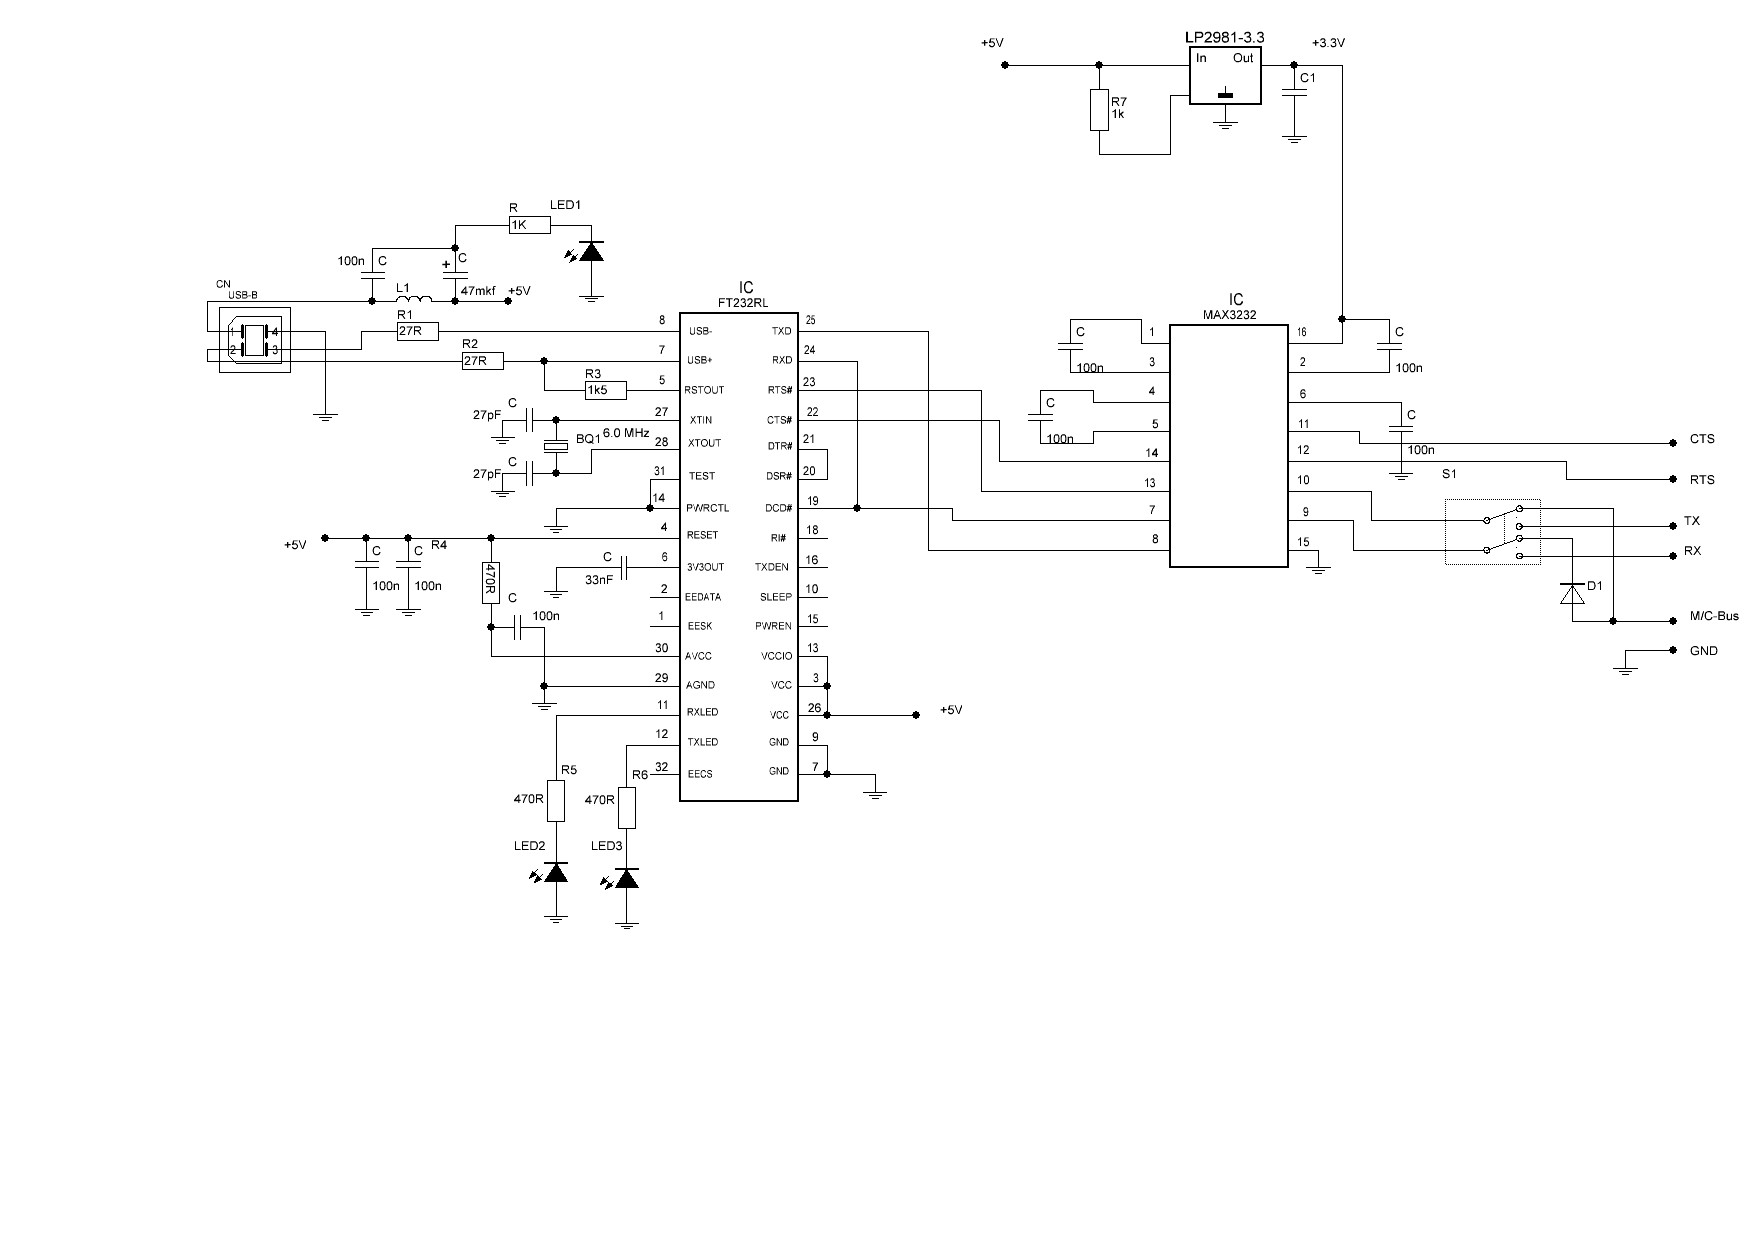 LP2981-3.3
+5V
+3.3V
In Out
C1
R7
1k
R LED1
1K
100n C
+ C
47mkf
+5V
L1
CN
USB-B
1 4
2 3
R1
27R
R2
27R
R3
1k5
IC
FT232RL
8 USB- TXD 25
7 USB+ RXD 24
5 RSTOUT RTS# 23
27 XTIN CTS# 22
28 XTOUT DTR# 21
31 TEST DSR# 20
14 PWRCTL DCD# 19
4 RESET RI# 18
6 3V3OUT TXDEN 16
2 EEDATA SLEEP 10
1 EESK PWREN 15
30 AVCC VCCIO 13
29 AGND VCC 3
11 RXLED VCC 26
12 TXLED GND 9
32 EECS GND 7
C
27pF
BQ1 6.0 MHz
C
27pF
+5V
C
100n
C
100n
R4
470R
C
100n
C
33nF
+5V
R5
470R
LED2
R6
470R
LED3
IC
MAX3232
1 16
3 2
4 6
5 11
14 12
13 10
7 9
8 15
C
100n
C
100n
C
100n
C
100n
S1
D1
CTS
RTS
TX
RX
M/C-Bus
GND